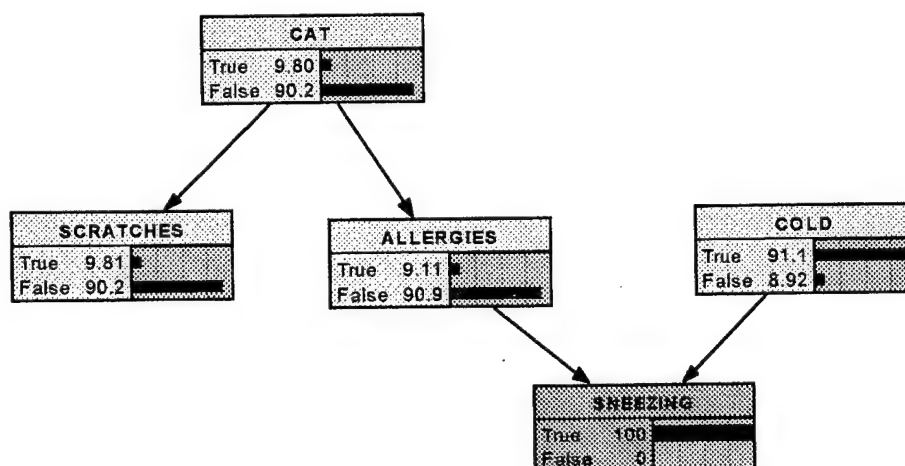 CAT
True 9.80
False 90.2
SCRATCHES
True 9.81
False 90.2
ALLERGIES
True 9.11
False 90.9
COLD
True 91.1
False 8.92
SNEEZING
True 100
False 0